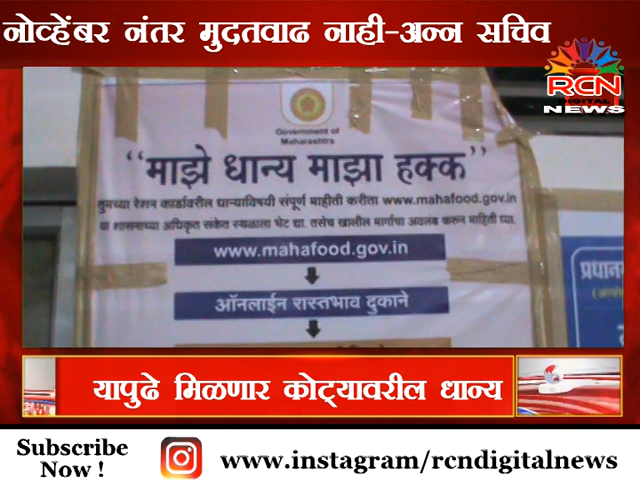 नोव्हेंबर नंतर मुदतवाढ नाही-अन्न सचिव
RCN
DIGITAL
NEWS
Government of
Maharashtra
"माझे धान्य माझा हक्क"
तुमच्या रेशन कार्डावरील धान्याविषयी संपूर्ण माहीती करीता www.mahafood.gov.in
या शासनाच्या अधिकृत संकेत स्थळाला भेट द्या. तसेच खालील मार्गाचा अवलंब करुन माहिती घ्या.
www.mahafood.gov.in
ऑनलाईन रास्तभाव दुकाने
प्रधान
यापुढे मिळणार कोट्यावरील धान्य
Subscribe
Now !
www.instagram/rcndigitalnews